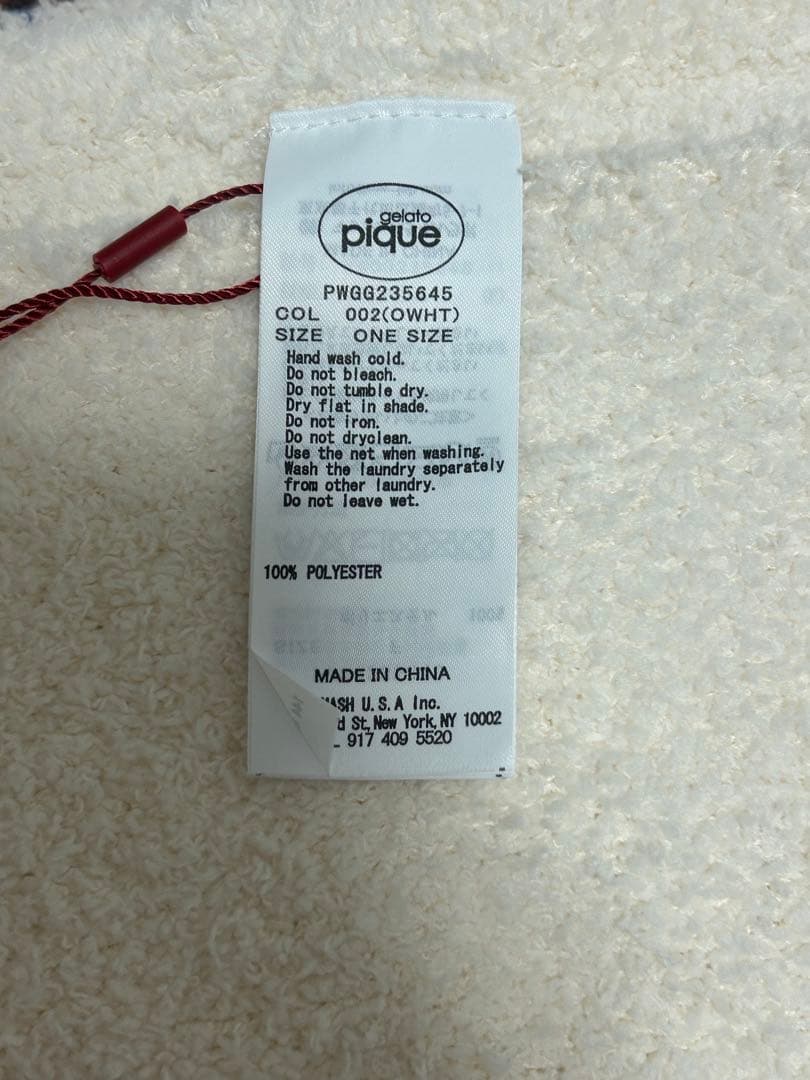 gelato
pique
PWGG235645
COL 002(OWHT)
SIZE ONE SIZE
Hand wash cold.
Do not bleach.
Do not tumble dry.
Dry flat in shade.
Do not iron.
Do not dryclean.
Use the net when washing.
Wash the laundry separately
from other laundry.
Do not leave wet.
100% POLYESTER
MADE IN CHINA
U.S.A Inc.
St, New York, NY 10002
917 409 5520